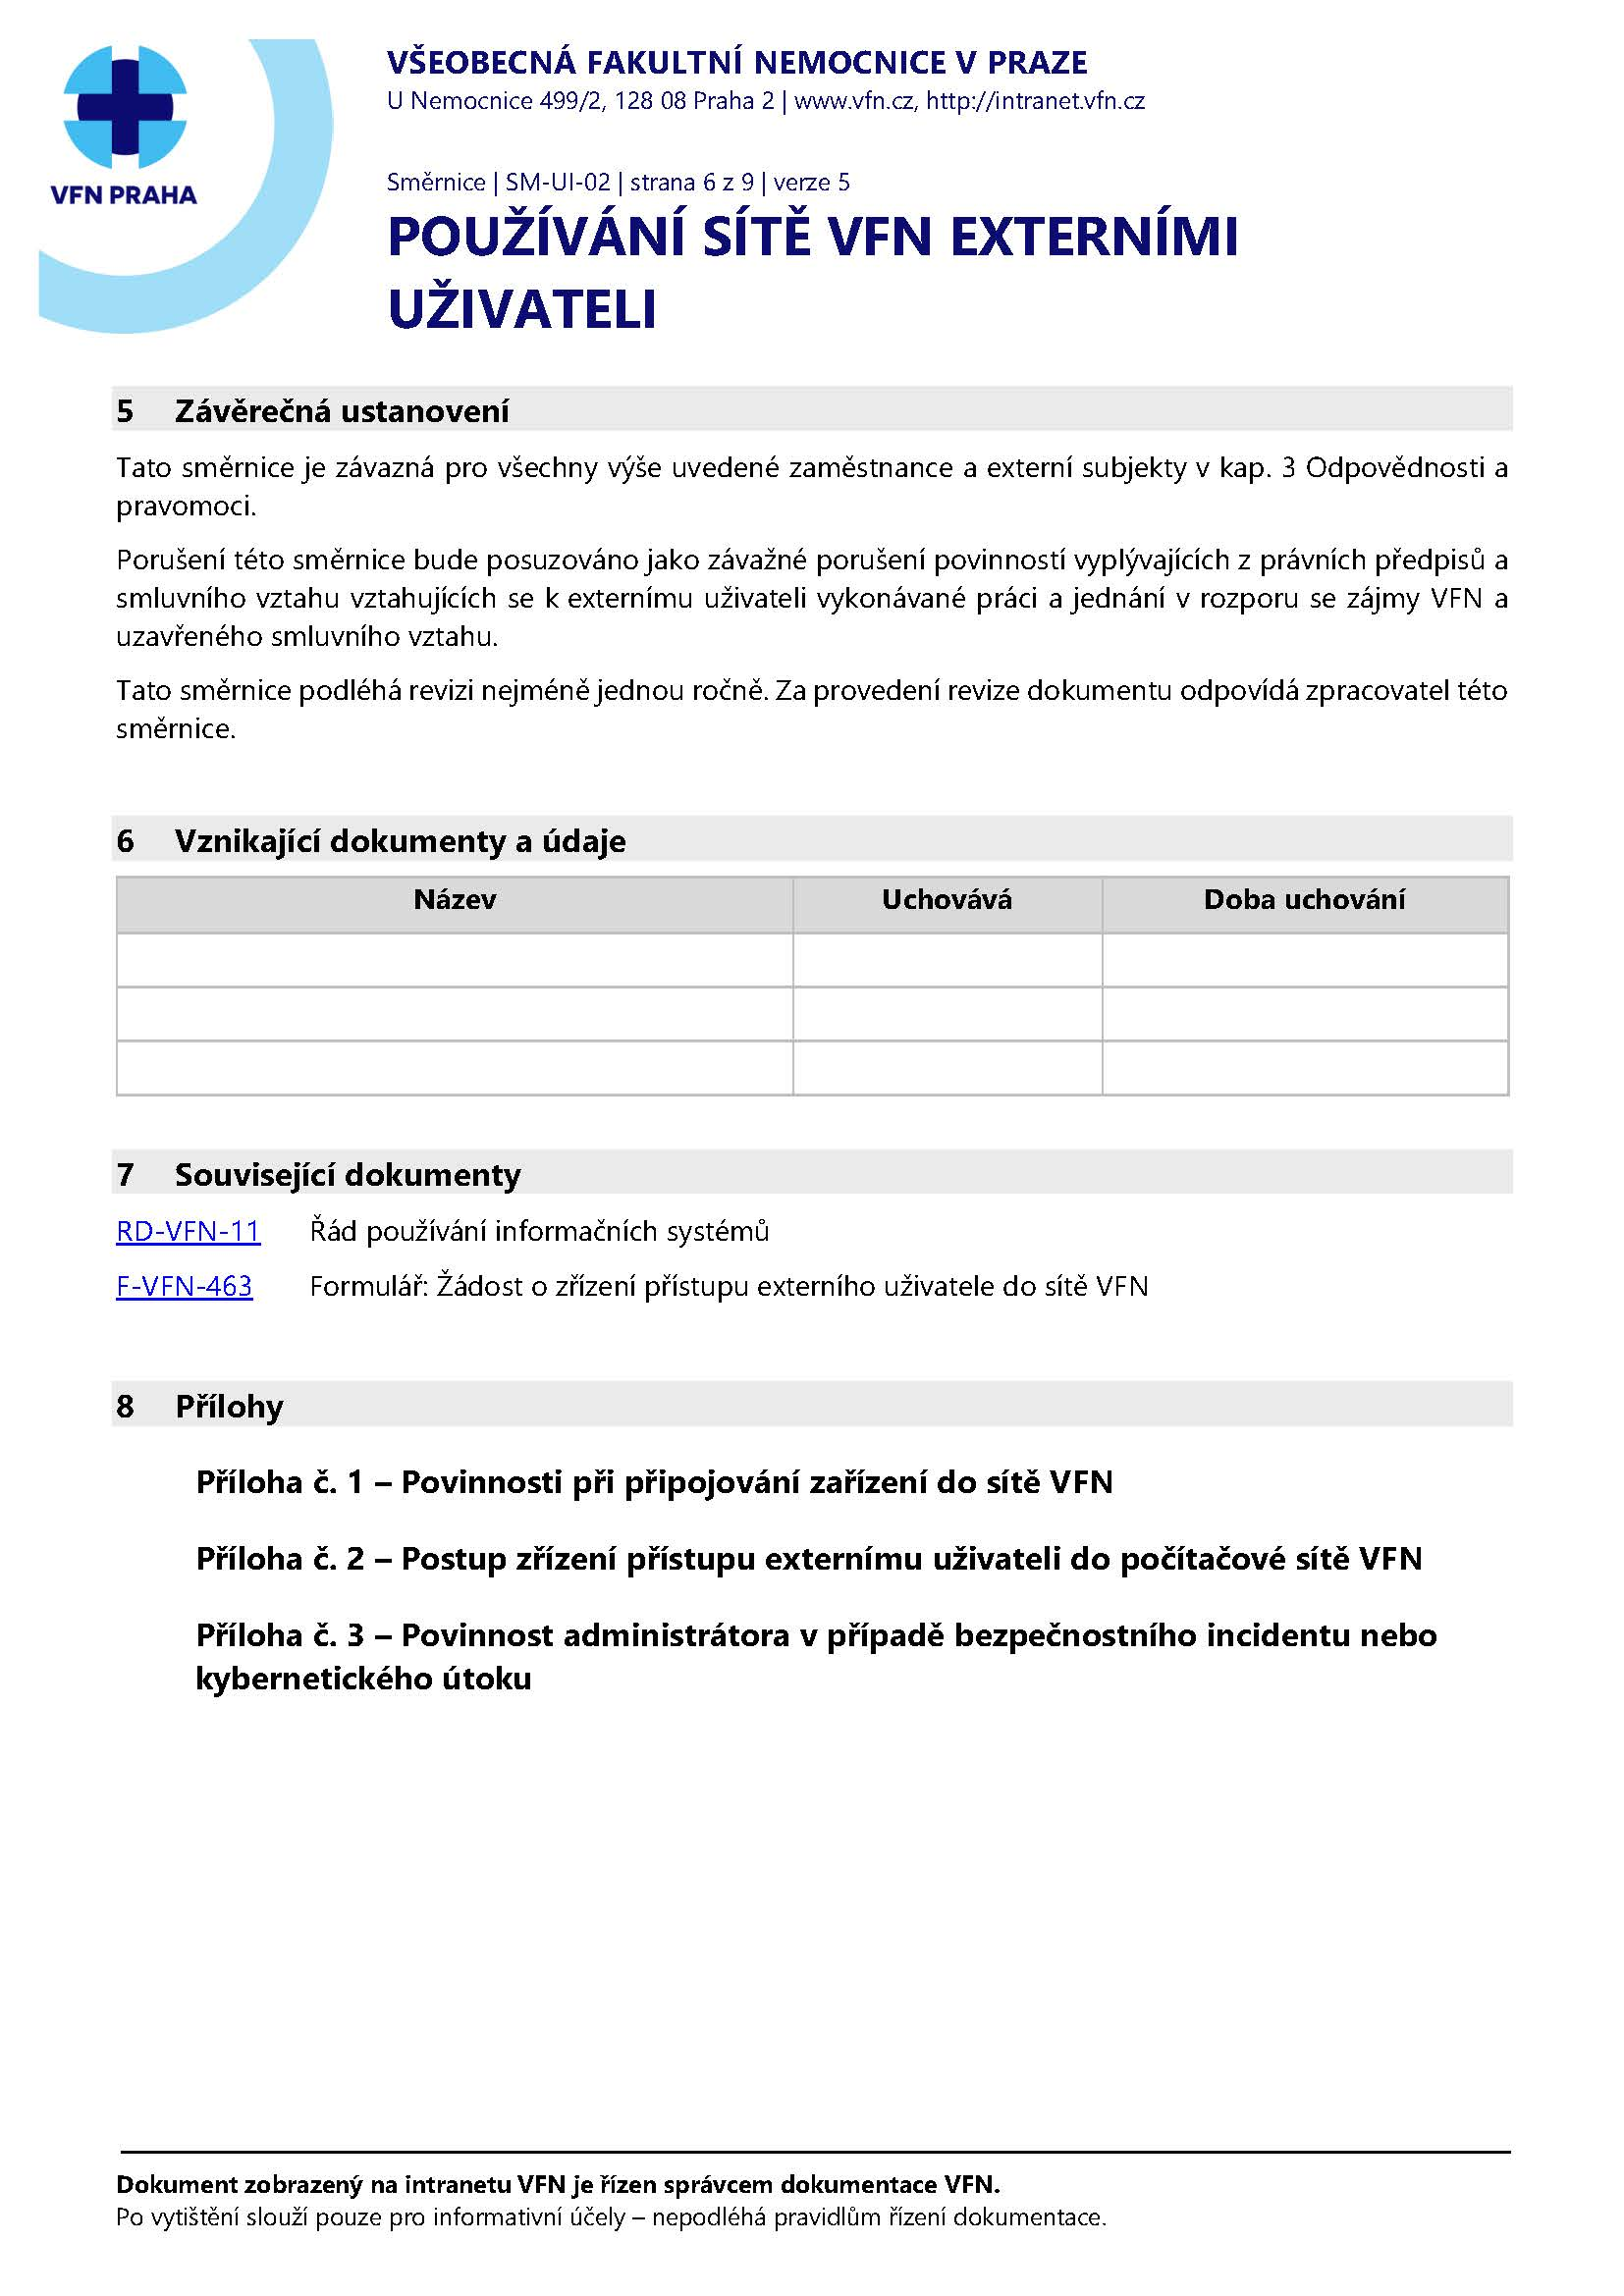 VFN PRAHA
VŠEOBECNÁ FAKULTNÍ NEMOCNICE V PRAZE
U Nemocnice 499/2, 128 08 Praha 2 | www.vfn.cz, http://intranet.vfn.cz
Směrnice | SM-UI-02 | strana 6 z 9 | verze 5
POUŽÍVÁNÍ SÍTĚ VFN EXTERNÍMI
UŽIVATELI
5 Závěrečná ustanovení
Tato směrnice je závazná pro všechny výše uvedené zaměstnance a externí subjekty v kap. 3 Odpovědnosti a
pravomoci.
Porušení této směrnice bude posuzováno jako závažné porušení povinností vyplývajících z právních předpisů a
smluvního vztahu vztahujících se k externímu uživateli vykonávané práci a jednání v rozporu se zájmy VFN a
uzavřeného smluvního vztahu.
Tato směrnice podléhá revizi nejméně jednou ročně. Za provedení revize dokumentu odpovídá zpracovatel této
směrnice.
6 Vznikající dokumenty a údaje
Název Uchovává Doba uchování
7 Související dokumenty
RD-VFN-11 Řád používání informačních systémů
F-VFN-463 Formulář: Žádost o zřízení přístupu externího uživatele do sítě VFN
8 Přílohy
Příloha č. 1 – Povinnosti při připojování zařízení do sítě VFN
Příloha č. 2 – Postup zřízení přístupu externímu uživateli do počítačové sítě VFN
Příloha č. 3 – Povinnost administrátora v případě bezpečnostního incidentu nebo
kybernetického útoku
Dokument zobrazený na intranetu VFN je řízen správcem dokumentace VFN.
Po vytištění slouží pouze pro informativní účely – nepodléhá pravidlům řízení dokumentace.